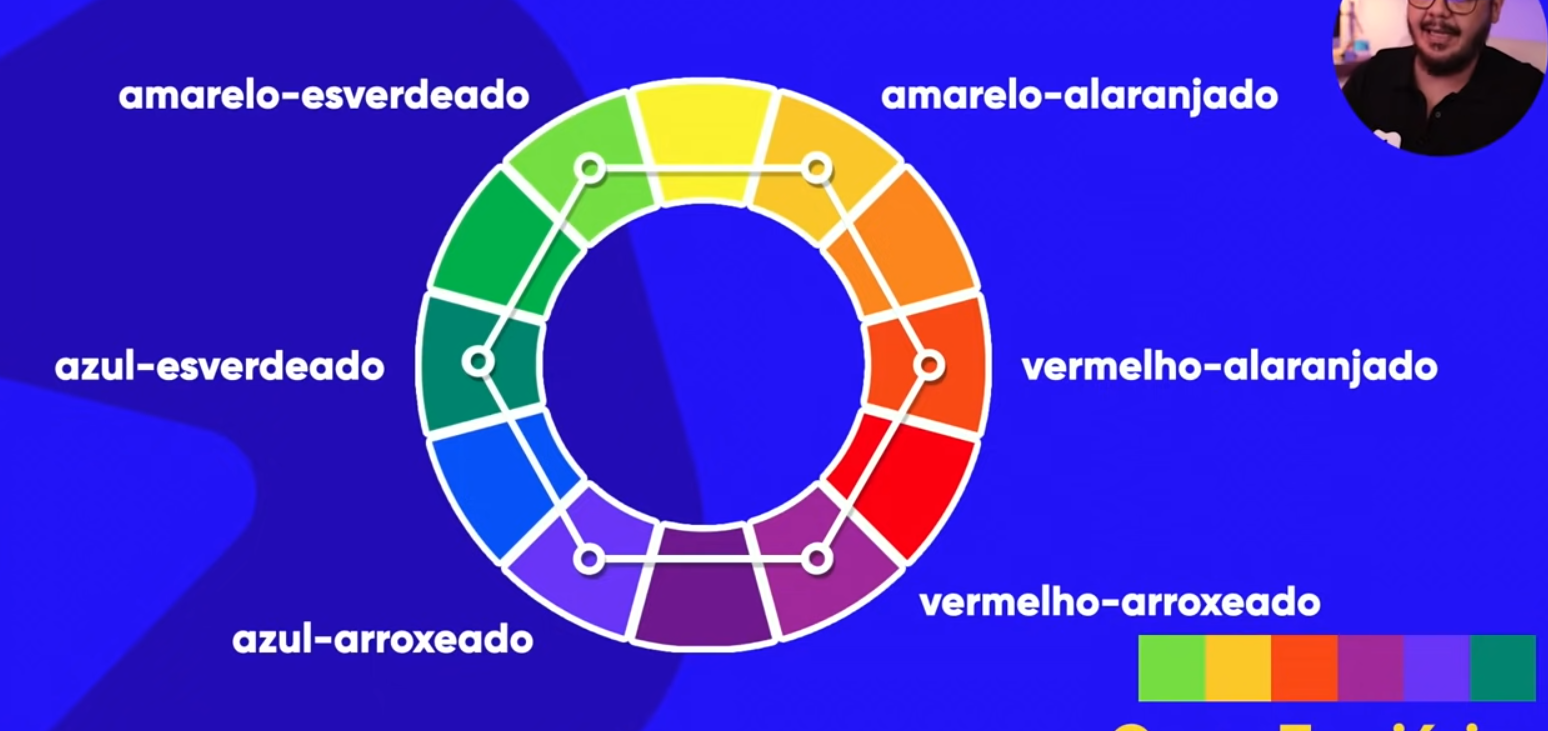 amarelo-esverdeado
amarelo-alaranjado
azul-esverdeado
vermelho-alaranjado
vermelho-arroxeado
azul-arroxeado